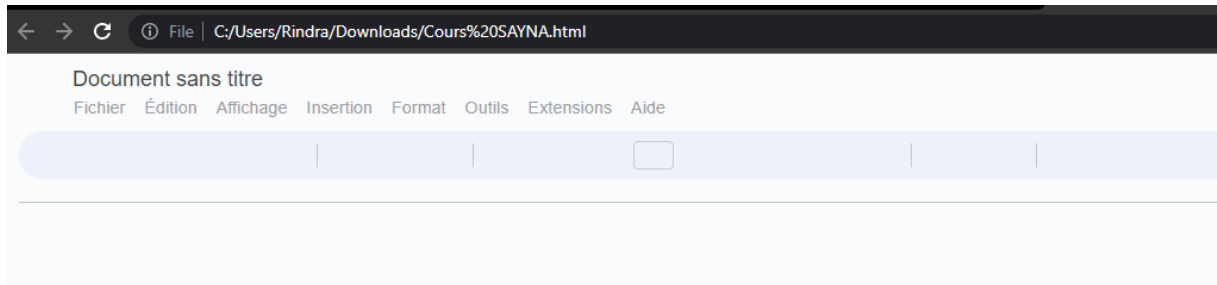 File C:/Users/Rindra/Downloads/Cours%20SAYNA.html
Document sans titre
Fichier Édition Affichage Insertion Format Outils Extensions Aide